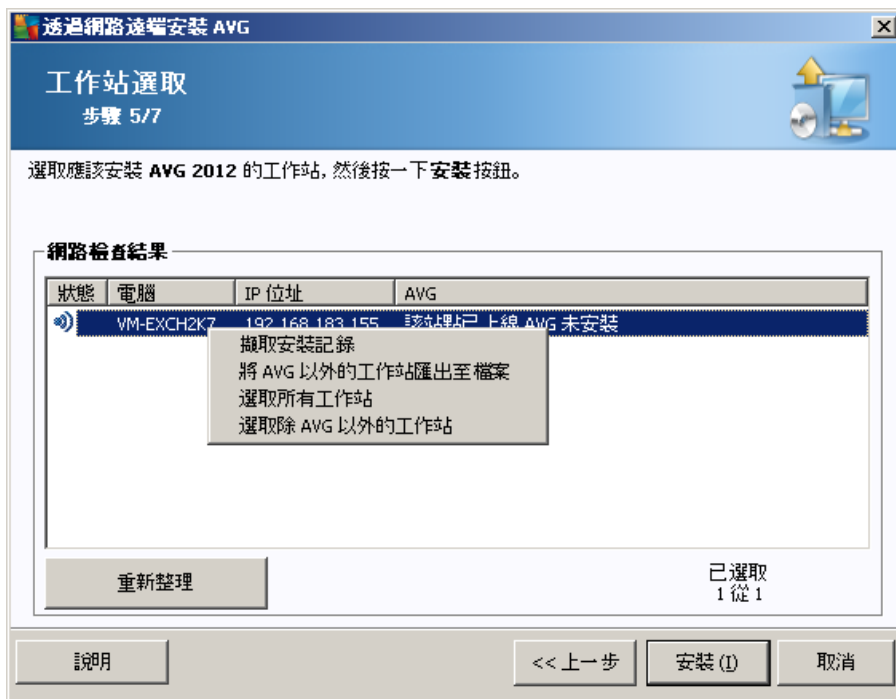 透過網路遠端安裝 AVG
工作站選取
步驟 5/7
選取應該安裝 AVG 2012 的工作站, 然後按一下安裝按鈕。
網路檢查結果
狀態 電腦 IP 位址 AVG
VM-EXCH2K7 192.168.183.155 該站點已上線 AVG 未安裝
擷取安裝記錄
將 AVG 以外的工作站匯出至檔案
選取所有工作站
選取除 AVG 以外的工作站
重新整理
已選取
1 從 1
說明
<< 上一步
安裝 (I)
取消